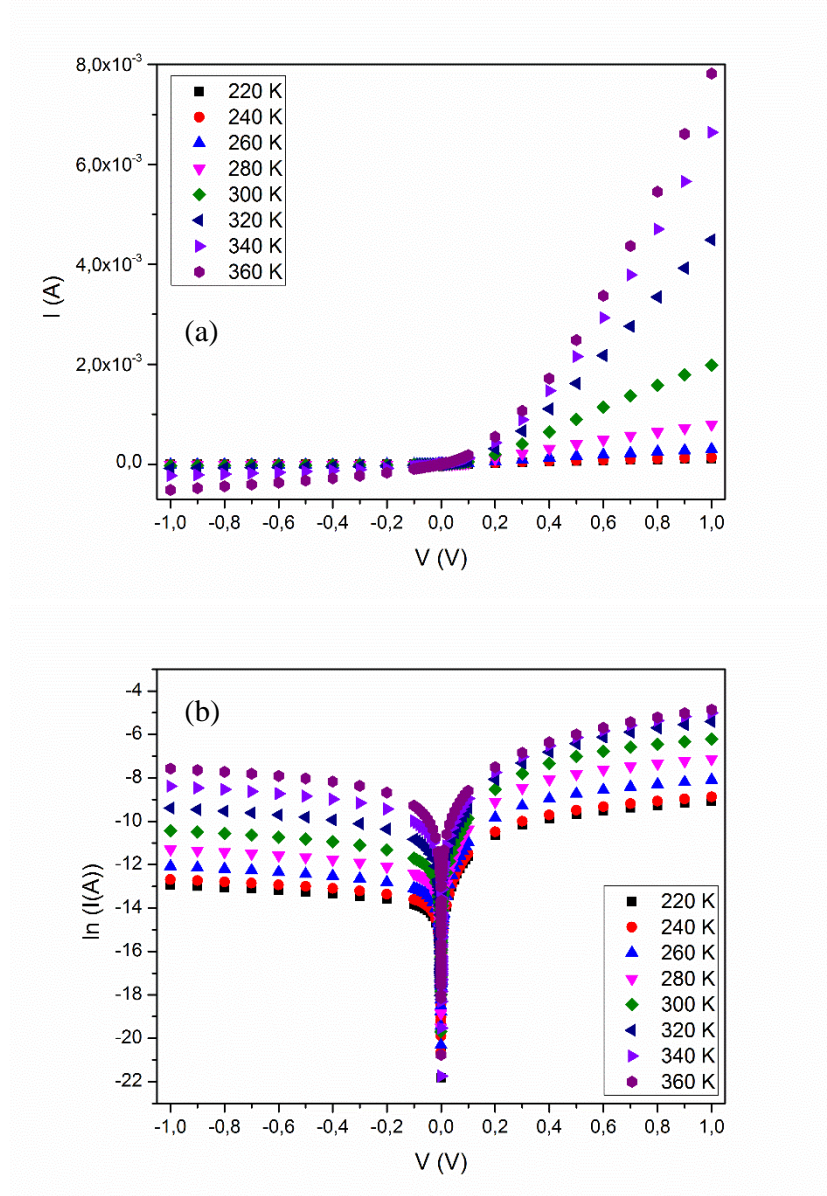 8,0x10⁻³
6,0x10⁻³
4,0x10⁻³
2,0x10⁻³
0,0
I (A)
220 K
240 K
260 K
280 K
300 K
320 K
340 K
360 K
(a)
-1,0 -0,8 -0,6 -0,4 -0,2 0,0 0,2 0,4 0,6 0,8 1,0
V (V)
-4
-6
-8
-10
-12
-14
-16
-18
-20
-22
ln (I(A))
(b)
220 K
240 K
260 K
280 K
300 K
320 K
340 K
360 K
-1,0 -0,8 -0,6 -0,4 -0,2 0,0 0,2 0,4 0,6 0,8 1,0
V (V)